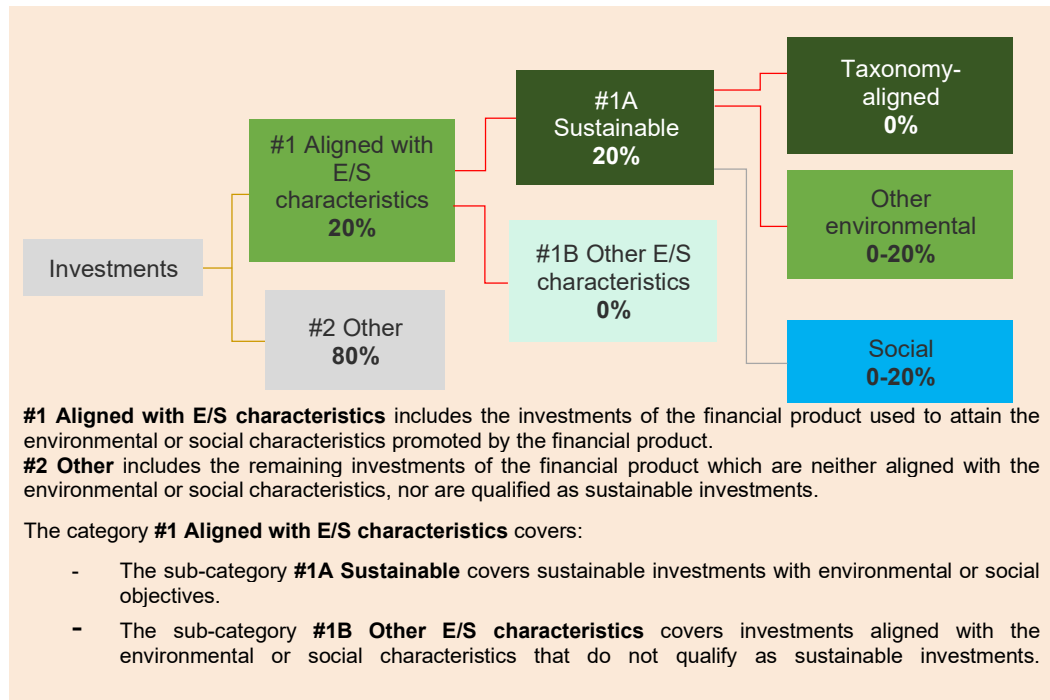 Investments
#1 Aligned with
E/S
characteristics
20%
#2 Other
80%
#1A
Sustainable
20%
#1B Other E/S
characteristics
0%
Taxonomy-
aligned
0%
Other
environmental
0-20%
Social
0-20%
#1 Aligned with E/S characteristics includes the investments of the financial product used to attain the
environmental or social characteristics promoted by the financial product.
#2 Other includes the remaining investments of the financial product which are neither aligned with the
environmental or social characteristics, nor are qualified as sustainable investments.
The category #1 Aligned with E/S characteristics covers:
- The sub-category #1A Sustainable covers sustainable investments with environmental or social
objectives.
- The sub-category #1B Other E/S characteristics covers investments aligned with the
environmental or social characteristics that do not qualify as sustainable investments.